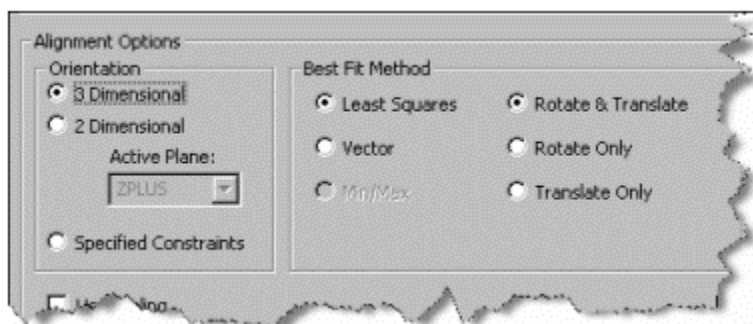 Alignment Options
Orientation
3 Dimensional
2 Dimensional
Active Plane:
ZPLUS
Specified Constraints
Best Fit Method
Least Squares
Vector
Min/Max
Rotate & Translate
Rotate Only
Translate Only